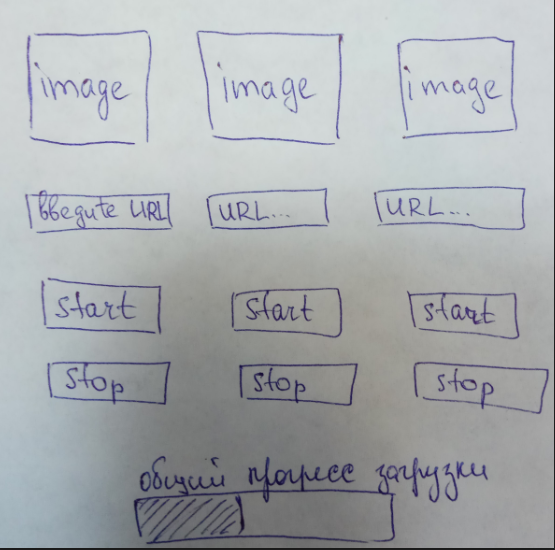 image image image
введите URL URL... URL...
start start start
stop stop stop
общий прогресс загрузки